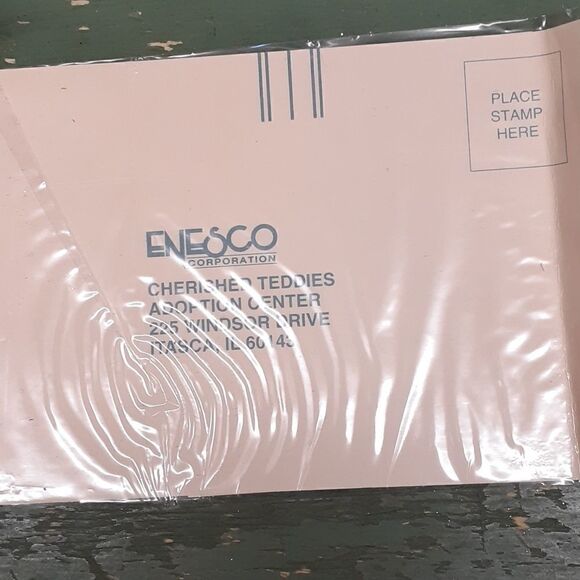 PLACE
STAMP
HERE
ENESCO
CORPORATION
CHERISHED TEDDIES
ADOPTION CENTER
225 WINDSOR DRIVE
ITASCA, IL 60143